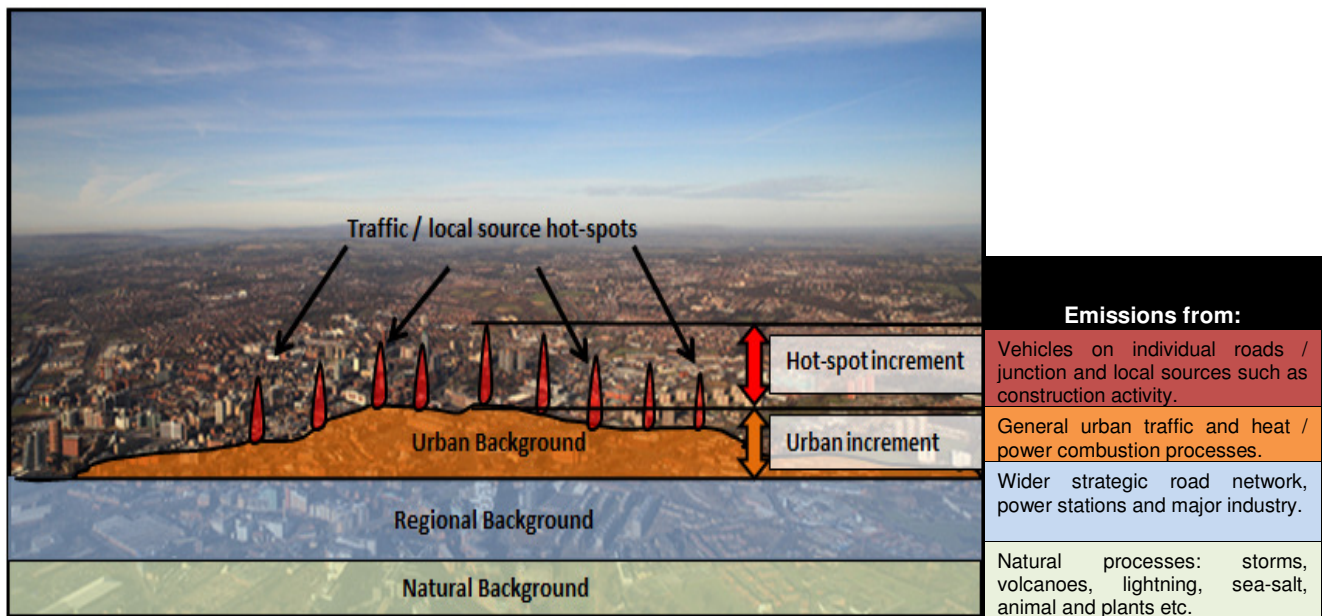 Traffic / local source hot-spots
Hot-spot increment
Urban Background
Urban increment
Regional Background
Natural Background
Emissions from:
Vehicles on individual roads /
junction and local sources such as
construction activity.
General urban traffic and heat /
power combustion processes.
Wider strategic road network,
power stations and major industry.
Natural processes: storms,
volcanoes, lightning, sea-salt,
animal and plants etc.